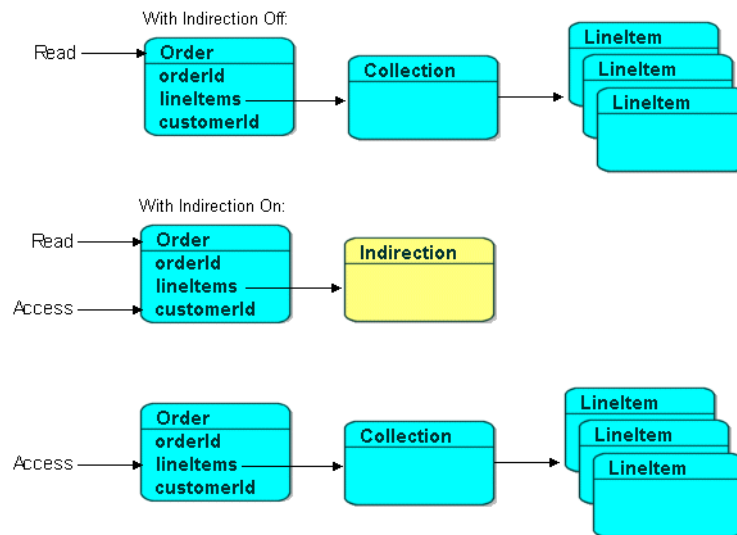 With Indirection Off:
Read
Order
orderId
lineItems
customerId
Collection
LineItem
LineItem
LineItem
With Indirection On:
Read
Order
orderId
lineItems
Access
customerId
Indirection
Order
orderId
Access
lineItems
customerId
Collection
LineItem
LineItem
LineItem